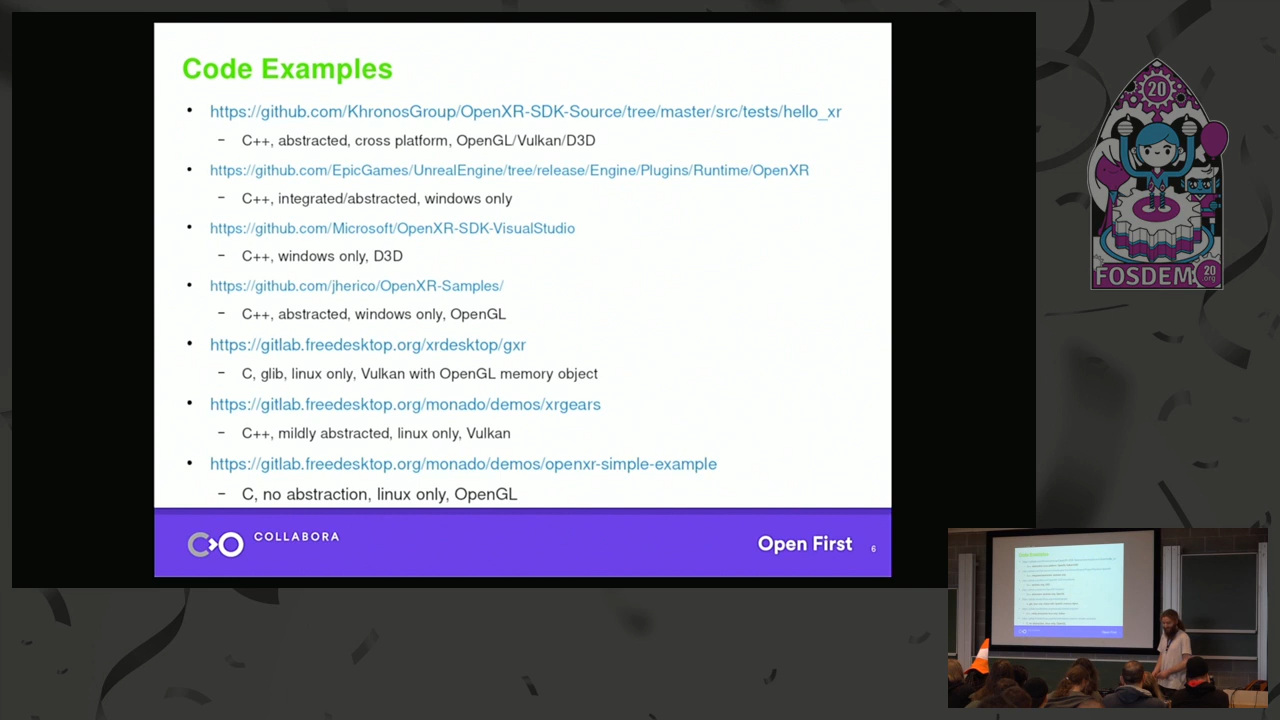 Code Examples
• https://github.com/KhronosGroup/OpenXR-SDK-Source/tree/master/src/tests/hello_xr
– C++, abstracted, cross platform, OpenGL/Vulkan/D3D
• https://github.com/EpicGames/UnrealEngine/tree/release/Engine/Plugins/Runtime/OpenXR
– C++, integrated/abstracted, windows only
• https://github.com/Microsoft/OpenXR-SDK-VisualStudio
– C++, windows only, D3D
• https://github.com/jherico/OpenXR-Samples/
– C++, abstracted, windows only, OpenGL
• https://gitlab.freedesktop.org/xrdesktop/gxr
– C, glib, linux only, Vulkan with OpenGL memory object
• https://gitlab.freedesktop.org/monado/demos/xrgears
– C++, mildly abstracted, linux only, Vulkan
• https://gitlab.freedesktop.org/monado/demos/openxr-simple-example
– C, no abstraction, linux only, OpenGL
COLLABORA
Open First 6
20
FOSDEM
20
org